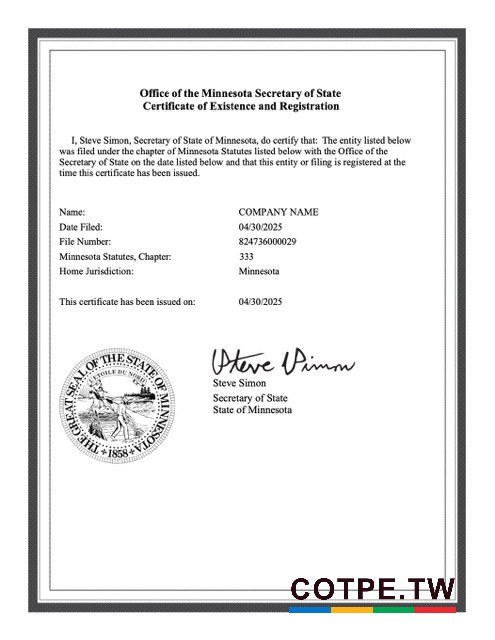 Office of the Minnesota Secretary of State
Certificate of Existence and Registration
I, Steve Simon, Secretary of State of Minnesota, do certify that: The entity listed below
was filed under the chapter of Minnesota Statutes listed below with the Office of the
Secretary of State on the date listed below and that this entity or filing is registered at the
time this certificate has been issued.
Name: COMPANY NAME
Date Filed: 04/30/2025
File Number: 824736000029
Minnesota Statutes, Chapter: 333
Home Jurisdiction: Minnesota
This certificate has been issued on: 04/30/2025
THE GREAT SEAL OF THE STATE OF MINNESOTA
L'ETOILE DU NORD
1858
Steve Simon
Steve Simon
Secretary of State
State of Minnesota
COTPE.TW